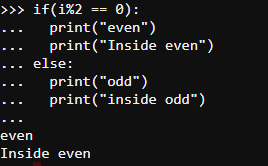 >>> if(i%2 == 0):
...   print("even")
...   print("Inside even")
... else:
...   print("odd")
...   print("inside odd")
...
even
Inside even